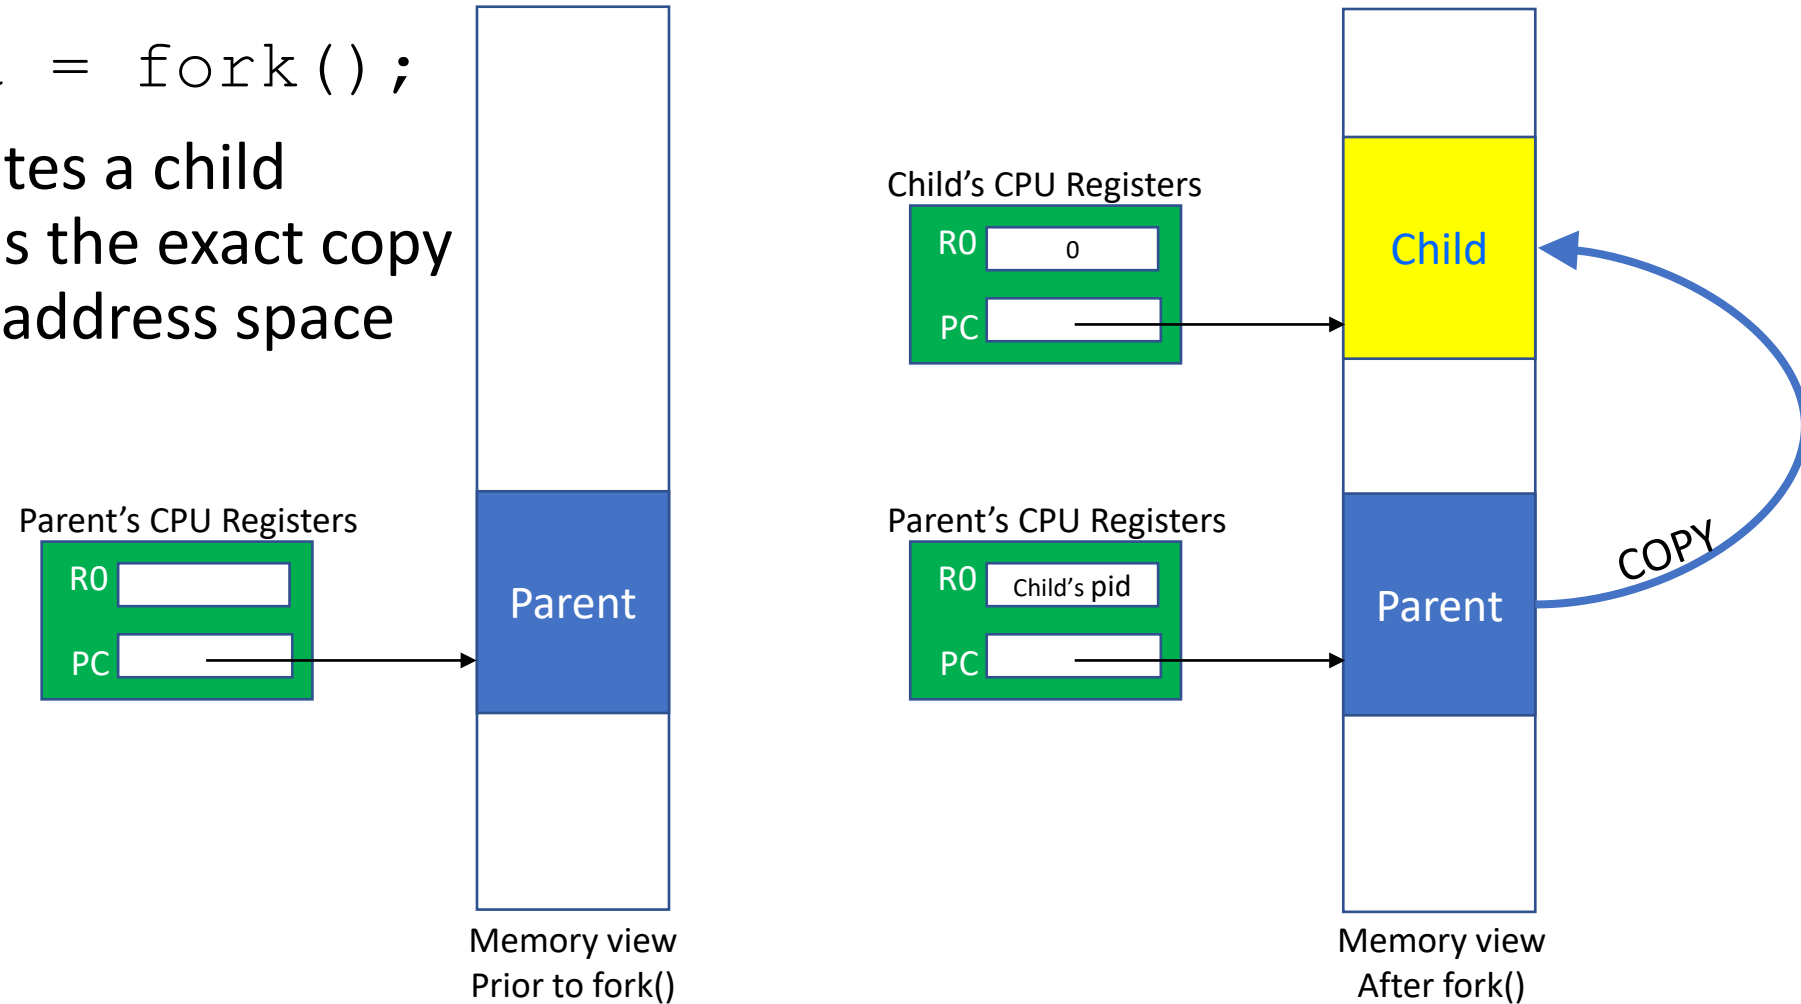 = fork();
tes a child
s the exact copy
address space
Parent's CPU Registers
R0
PC
Parent
Memory view
Prior to fork()
Child's CPU Registers
R0 0
PC
Child
Parent's CPU Registers
R0 Child's pid
PC
Parent
COPY
Memory view
After fork()